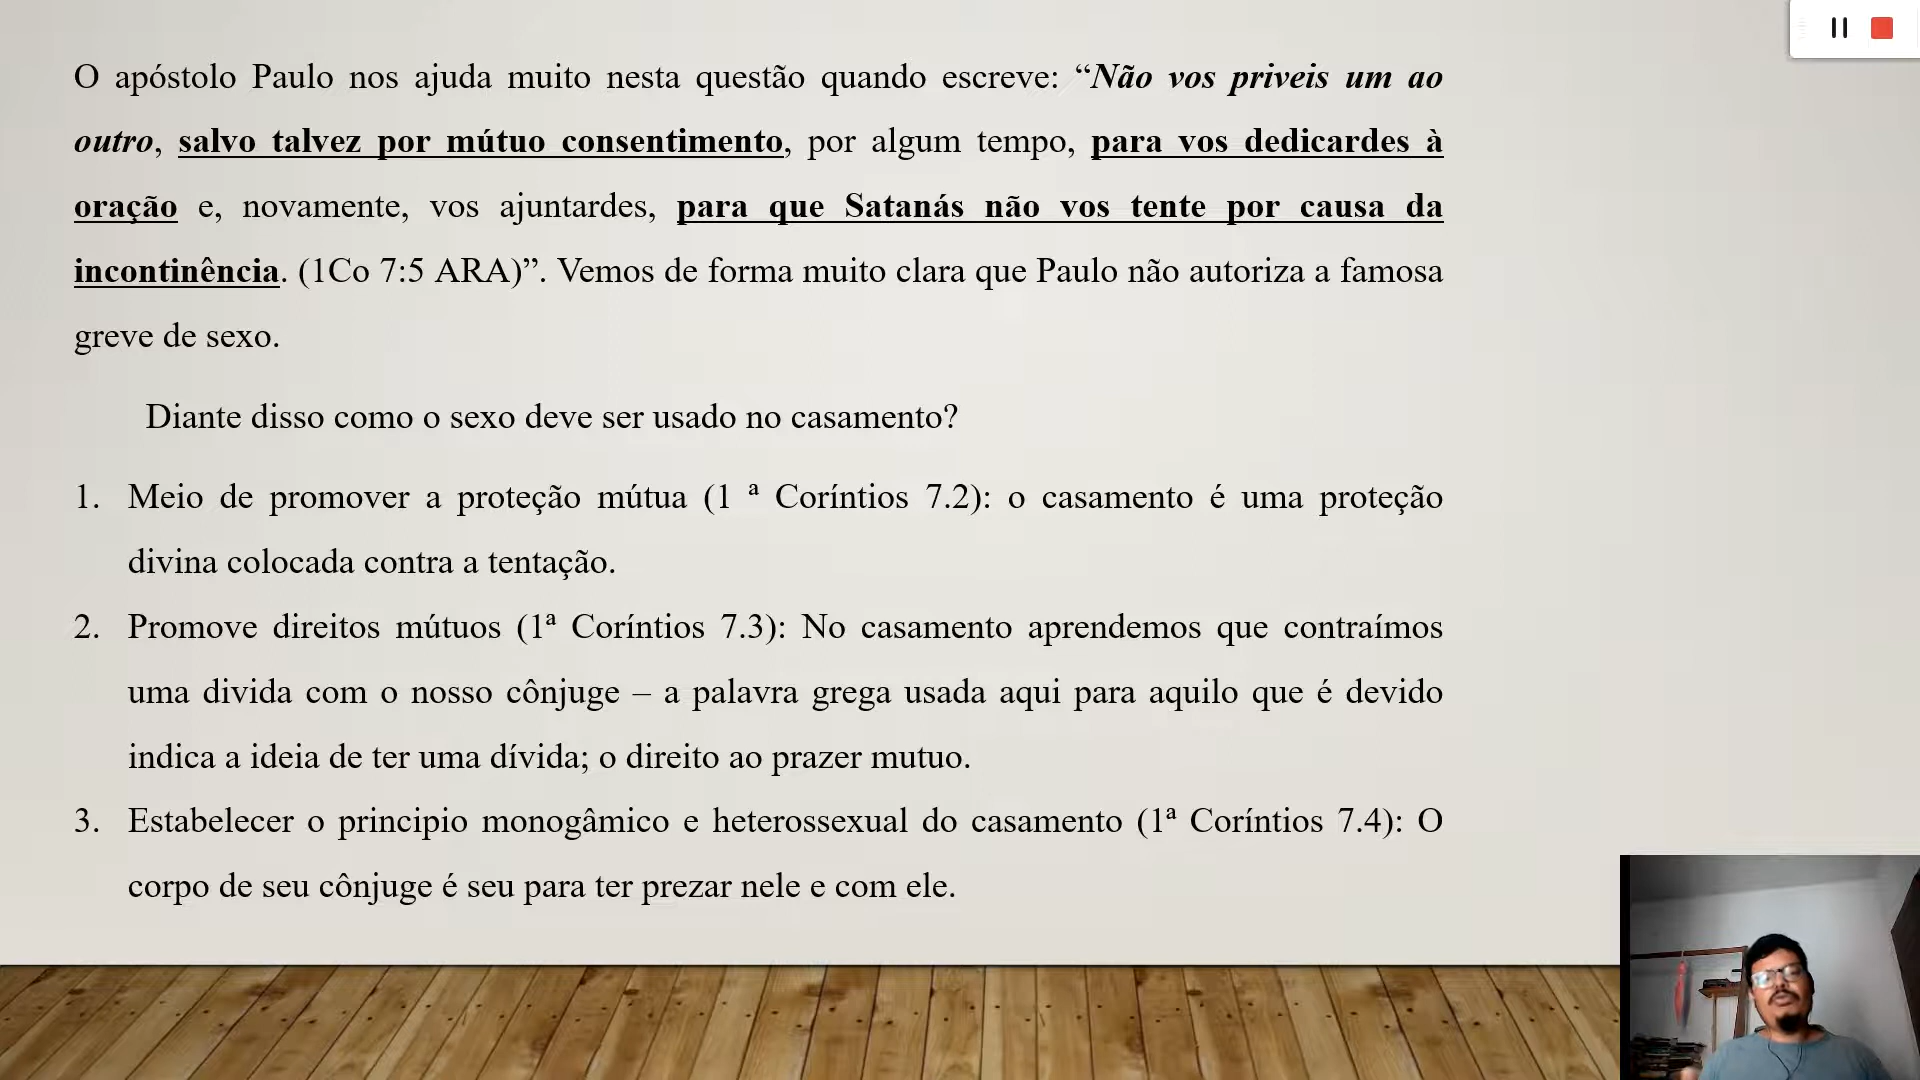 O apóstolo Paulo nos ajuda muito nesta questão quando escreve: “Não vos priveis um ao
outro, salvo talvez por mútuo consentimento, por algum tempo, para vos dedicardes à
oração e, novamente, vos ajuntardes, para que Satanás não vos tente por causa da
incontinência. (1Co 7:5 ARA)”. Vemos de forma muito clara que Paulo não autoriza a famosa
greve de sexo.
Diante disso como o sexo deve ser usado no casamento?
1. Meio de promover a proteção mútua (1 ª Coríntios 7.2): o casamento é uma proteção
divina colocada contra a tentação.
2. Promove direitos mútuos (1ª Coríntios 7.3): No casamento aprendemos que contraímos
uma divida com o nosso cônjuge – a palavra grega usada aqui para aquilo que é devido
indica a ideia de ter uma dívida; o direito ao prazer mutuo.
3. Estabelecer o principio monogâmico e heterossexual do casamento (1ª Coríntios 7.4): O
corpo de seu cônjuge é seu para ter prezar nele e com ele.